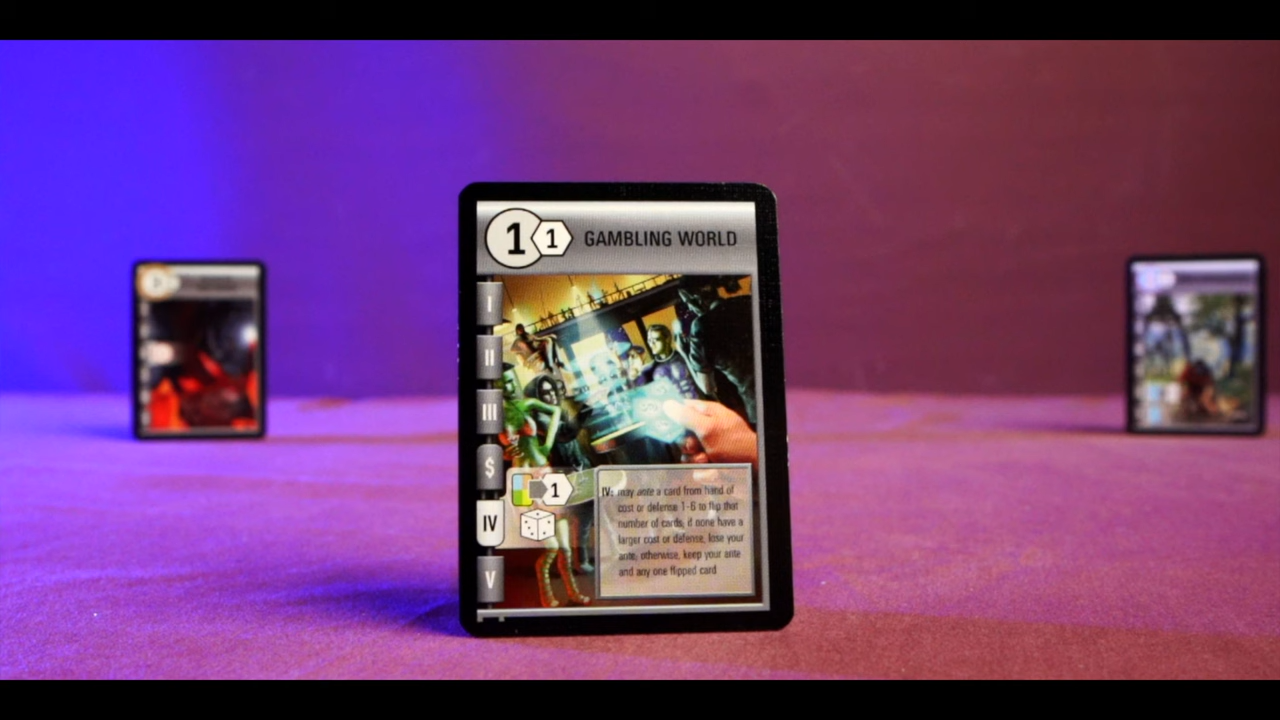 1 1 GAMBLING WORLD
I
II
III
$
1
IV
V
IV: may ante a card from hand of
cost or defense 1-6 to flip that
number of cards; if none have a
larger cost or defense, lose your
ante; otherwise, keep your ante
and any one flipped card